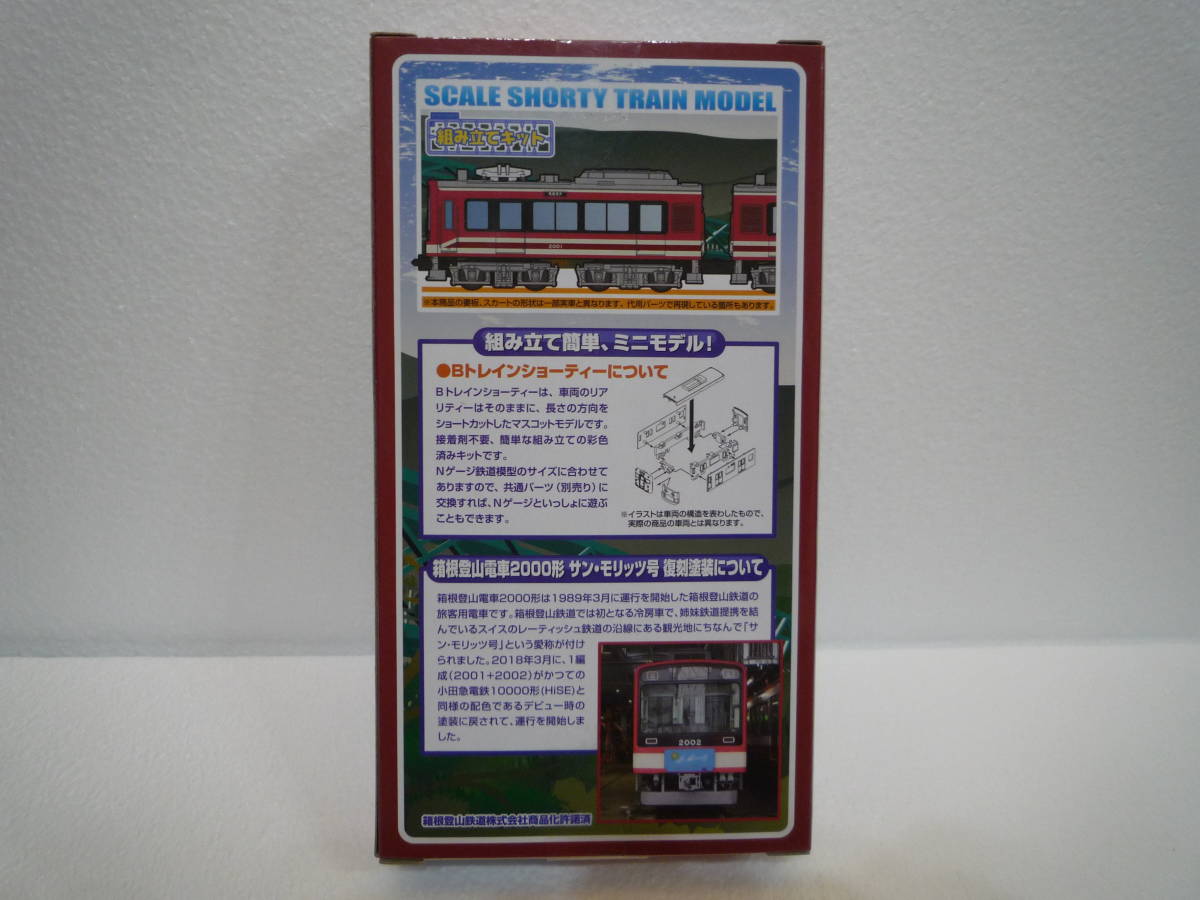 SCALE SHORTY TRAIN MODEL
組み立てキット
2001
※本商品の妻板、スカートの形状は一部実車と異なります。代用パーツで再現している箇所もあります。
組み立て簡単、ミニモデル！
●Bトレインショーティーについて
Bトレインショーティーは、車両のリア
リティーはそのままに、長さの方向を
ショートカットしたマスコットモデルです。
接着剤不要、簡単な組み立ての彩色
済みキットです。
Nゲージ鉄道模型のサイズに合わせて
ありますので、共通パーツ（別売り）に
交換すれば、Nゲージといっしょに遊ぶ
こともできます。
※イラストは車両の構造を表わしたもので、
実際の商品の車両とは異なります。
箱根登山電車2000形 サン・モリッツ号 復刻塗装について
箱根登山電車2000形は1989年3月に運行を開始した箱根登山鉄道の
旅客用電車です。箱根登山鉄道では初となる冷房車で、姉妹鉄道提携を結
んでいるスイスのレーティッシュ鉄道の沿線にある観光地にちなんで「サ
ン・モリッツ号」という愛称が付け
られました。2018年3月に、1編
成(2001+2002)がかつての
小田急電鉄10000形(HiSE)と
同様の配色であるデビュー時の
塗装に戻されて、運行を開始しま
した。
2002
箱根登山鉄道株式会社商品化許諾済